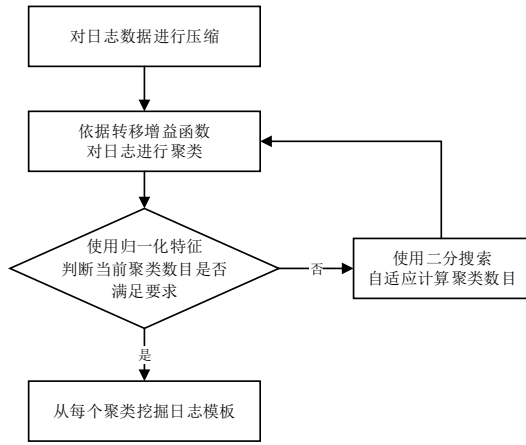 对日志数据进行压缩
依据转移增益函数
对日志进行聚类
使用归一化特征
判断当前聚类数目是否
满足要求
否
使用二分搜索
自适应计算聚类数目
是
从每个聚类挖掘日志模板